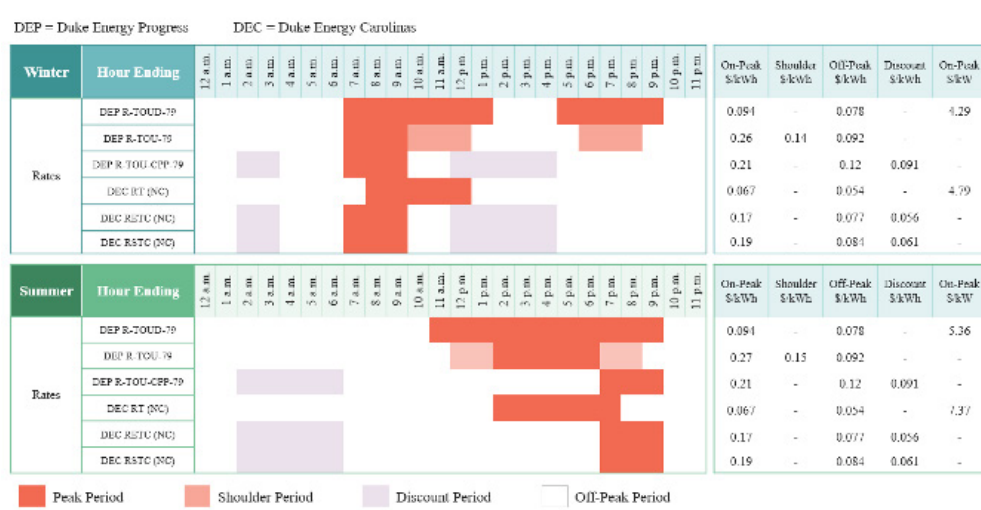 DEP = Duke Energy Progress DEC = Duke Energy Carolinas
Winter Hour Ending 12 a.m. 1 a.m. 2 a.m. 3 a.m. 4 a.m. 5 a.m. 6 a.m. 7 a.m. 8 a.m. 9 a.m. 10 a.m. 11 a.m. 12 p.m. 1 p.m. 2 p.m. 3 p.m. 4 p.m. 5 p.m. 6 p.m. 7 p.m. 8 p.m. 9 p.m. 10 p.m. 11 p.m. On-Peak $/kWh Shoulder $/kWh Off-Peak $/kWh Discount $/kWh On-Peak $/kW
Rates
DEP R-TOUD-79 0.094 - 0.078 - 4.29
DEP R-TOU-79 0.26 0.14 0.092 - -
DEP R-TOU-CPP-79 0.21 - 0.12 0.091 -
DEC RT (NC) 0.067 - 0.054 - 4.79
DEC RETC (NC) 0.17 - 0.077 0.056 -
DEC RSTC (NC) 0.19 - 0.084 0.061 -
Summer Hour Ending 12 a.m. 1 a.m. 2 a.m. 3 a.m. 4 a.m. 5 a.m. 6 a.m. 7 a.m. 8 a.m. 9 a.m. 10 a.m. 11 a.m. 12 p.m. 1 p.m. 2 p.m. 3 p.m. 4 p.m. 5 p.m. 6 p.m. 7 p.m. 8 p.m. 9 p.m. 10 p.m. 11 p.m. On-Peak $/kWh Shoulder $/kWh Off-Peak $/kWh Discount $/kWh On-Peak $/kW
Rates
DEP R-TOUD-79 0.094 - 0.078 - 5.36
DEP R-TOU-79 0.27 0.15 0.092 - -
DEP R-TOU-CPP-79 0.21 - 0.12 0.091 -
DEC RT (NC) 0.067 - 0.054 - 7.37
DEC RETC (NC) 0.17 - 0.077 0.056 -
DEC RSTC (NC) 0.19 - 0.084 0.061 -
Peak Period Shoulder Period Discount Period Off-Peak Period